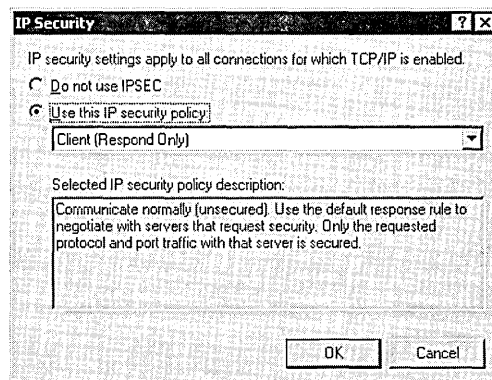 IP Security
IP security settings apply to all connections for which TCP/IP is enabled.
Do not use IPSEC
Use this IP security policy:
Client (Respond Only)
Selected IP security policy description:
Communicate normally (unsecured). Use the default response rule to
negotiate with servers that request security. Only the requested
protocol and port traffic with that server is secured.
OK
Cancel